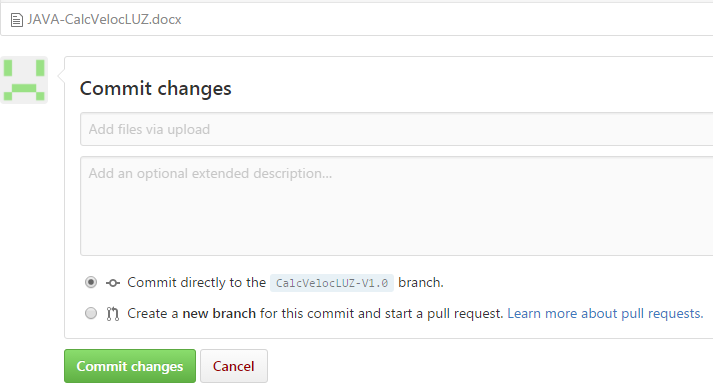 JAVA-CalcVelocLUZ.docx
Commit changes
Add files via upload
Add an optional extended description...
Commit directly to the CalcVelocLUZ-V1.0 branch.
Create a new branch for this commit and start a pull request. Learn more about pull requests.
Commit changes Cancel